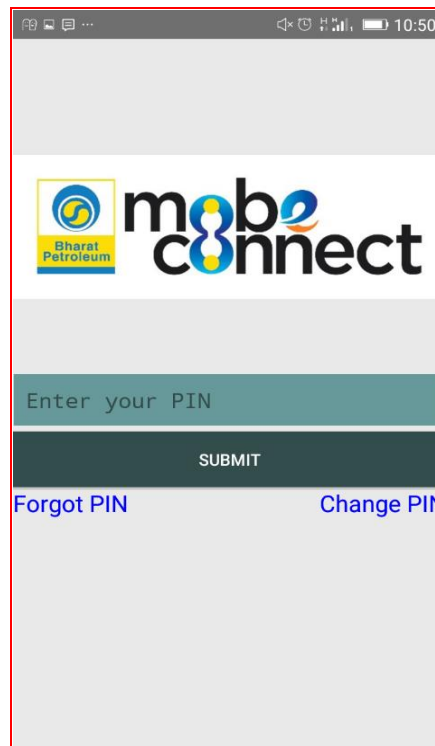 10:50
Bharat
Petroleum
mobe
connect
Enter your PIN
SUBMIT
Forgot PIN
Change PIN